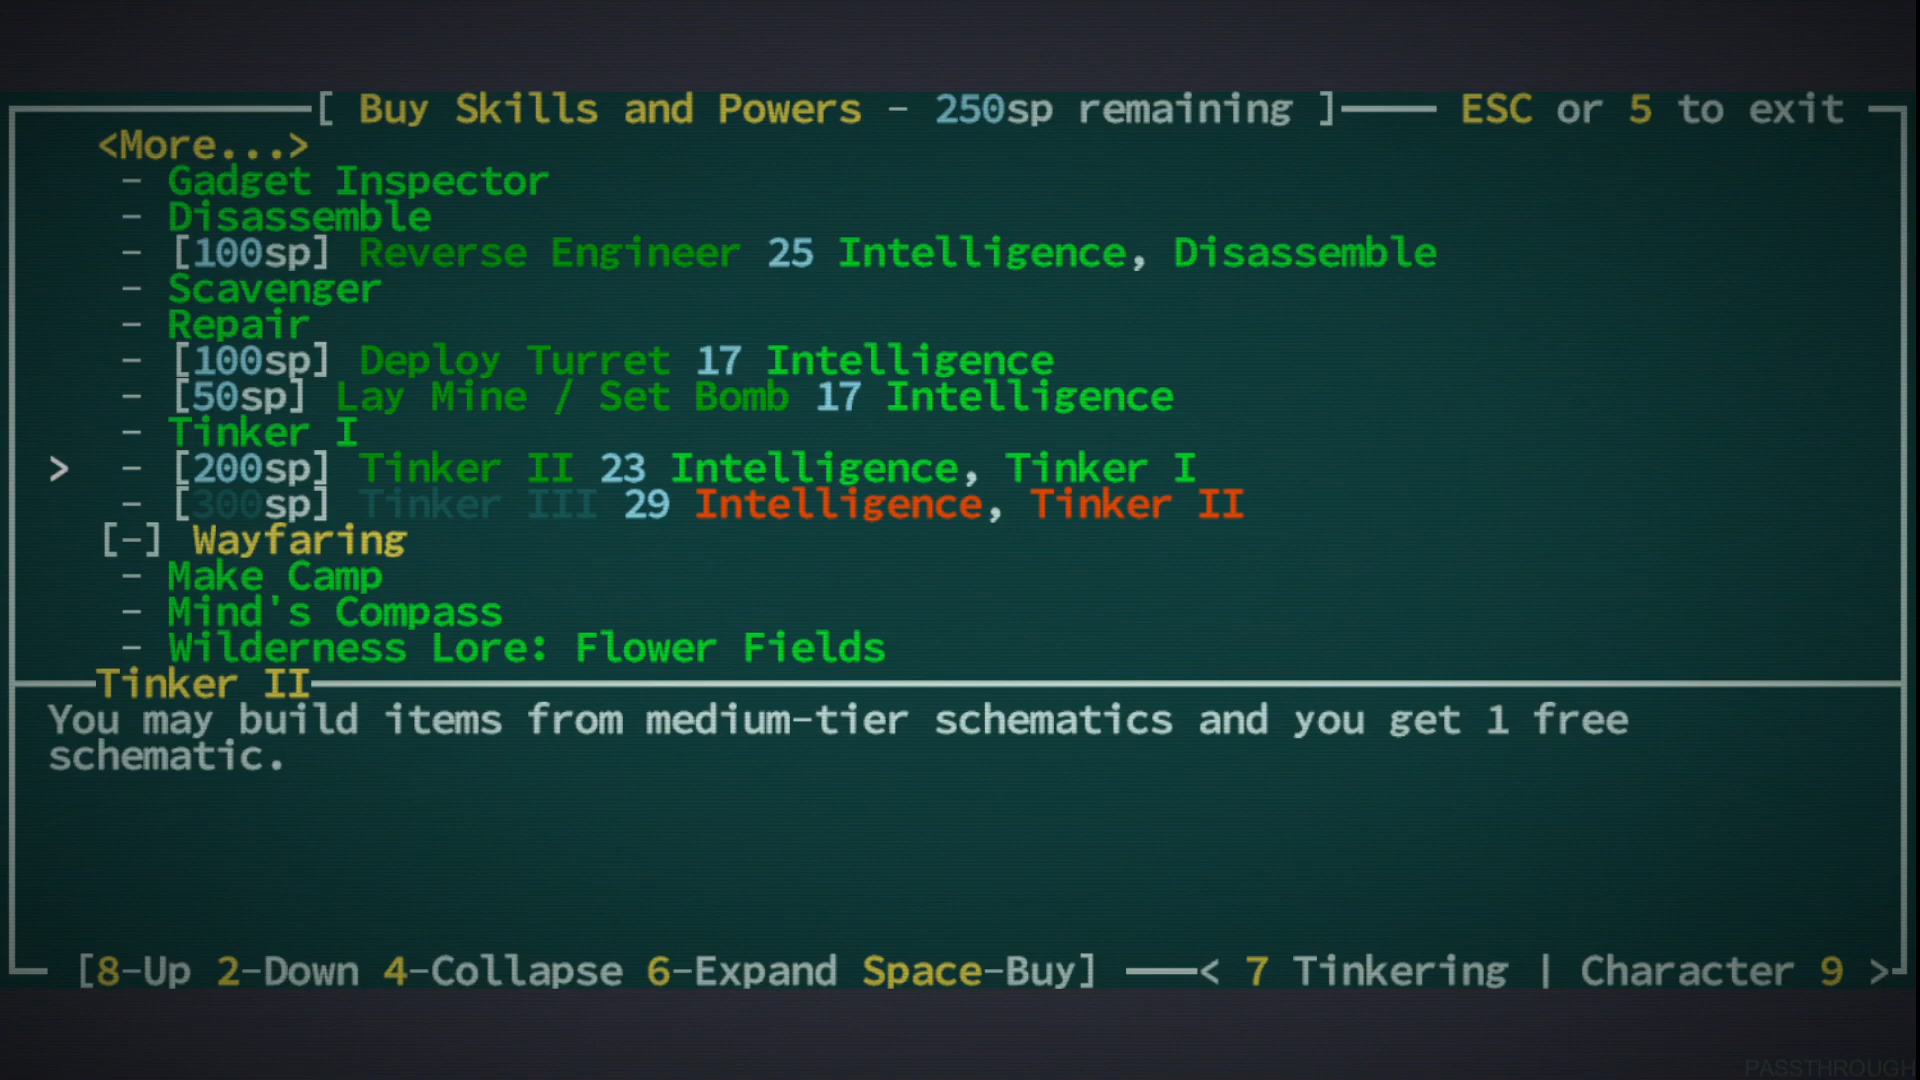 [ Buy Skills and Powers - 250sp remaining ] ESC or 5 to exit
<More...>
- Gadget Inspector
- Disassemble
- [100sp] Reverse Engineer 25 Intelligence, Disassemble
- Scavenger
- Repair
- [100sp] Deploy Turret 17 Intelligence
- [50sp] Lay Mine / Set Bomb 17 Intelligence
- Tinker I
> - [200sp] Tinker II 23 Intelligence, Tinker I
- [300sp] Tinker III 29 Intelligence, Tinker II
[-] Wayfaring
- Make Camp
- Mind's Compass
- Wilderness Lore: Flower Fields
Tinker II
You may build items from medium-tier schematics and you get 1 free
schematic.
[8-Up 2-Down 4-Collapse 6-Expand Space-Buy] < 7 Tinkering | Character 9 >
PASSTHROUGH